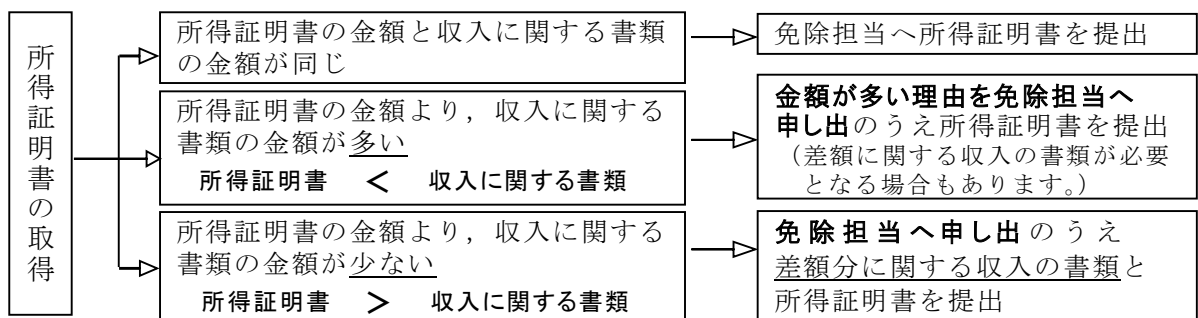 所得証明書の取得
所得証明書の金額と収入に関する書類
の金額が同じ
免除担当へ所得証明書を提出
所得証明書の金額より，収入に関する
書類の金額が多い
所得証明書 ＜ 収入に関する書類
金額が多い理由を免除担当へ
申し出のうえ所得証明書を提出
（差額に関する収入の書類が必要
となる場合もあります。）
所得証明書の金額より，収入に関する
書類の金額が少ない
所得証明書 ＞ 収入に関する書類
免除担当へ申し出のうえ
差額分に関する収入の書類と
所得証明書を提出